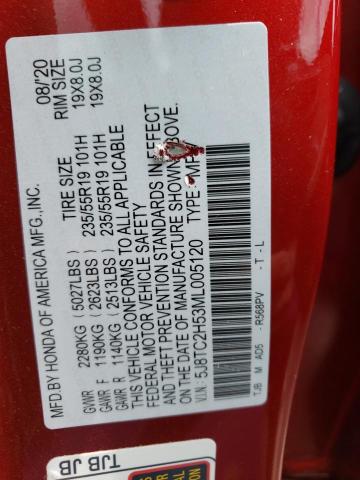 MFD.BY HONDA OF AMERICA MFG.,INC. 08/20
TIRE SIZE RIM SIZE
GVWR 2280KG (5027LBS)
GAWR F 1190KG (2623LBS) 235/55R19 101H 19X8.0J
GAWR R 1140KG (2513LBS) 235/55R19 101H 19X8.0J
THIS VEHICLE CONFORMS TO ALL APPLICABLE
FEDERAL MOTOR VEHICLE SAFETY
AND THEFT PREVENTION STANDARDS IN EFFECT
ON THE DATE OF MANUFACTURE SHOWN ABOVE.
V.I.N.: 5J8TC2H53ML005120 TYPE: MP
TJB M AD5 - R568PV - T - L
TJB JB